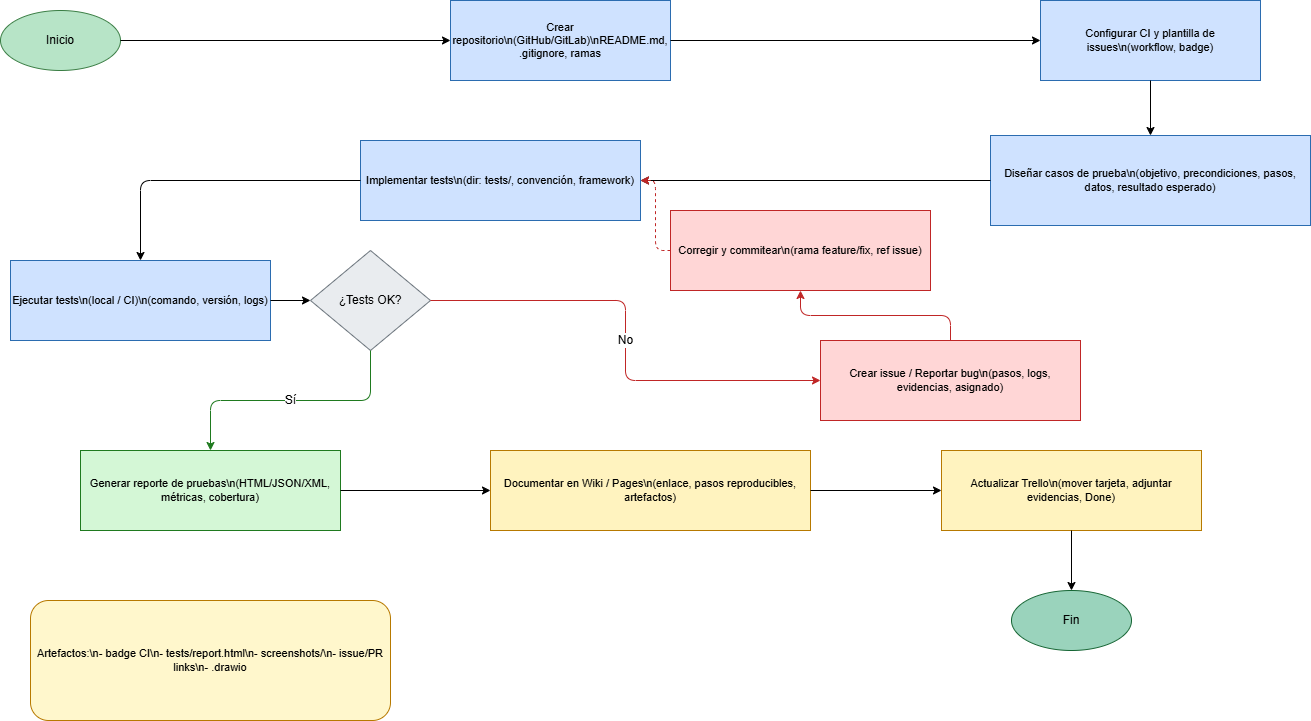 Inicio
Crear
repositorio\n(GitHub/GitLab)\nREADME.md,
.gitignore, ramas
Configurar CI y plantilla de
issues\n(workflow, badge)
Implementar tests\n(dir: tests/, convención, framework)
Diseñar casos de prueba\n(objetivo, precondiciones, pasos,
datos, resultado esperado)
Corregir y commitear\n(rama feature/fix, ref issue)
Ejecutar tests\n(local / CI)\n(comando, versión, logs)
¿Tests OK?
No
Crear issue / Reportar bug\n(pasos, logs,
evidencias, asignado)
Sí
Generar reporte de pruebas\n(HTML/JSON/XML,
métricas, cobertura)
Documentar en Wiki / Pages\n(enlace, pasos reproducibles,
artefactos)
Actualizar Trello\n(mover tarjeta, adjuntar
evidencias, Done)
Fin
Artefactos:\n- badge CI\n- tests/report.html\n- screenshots/\n- issue/PR
links\n- .drawio